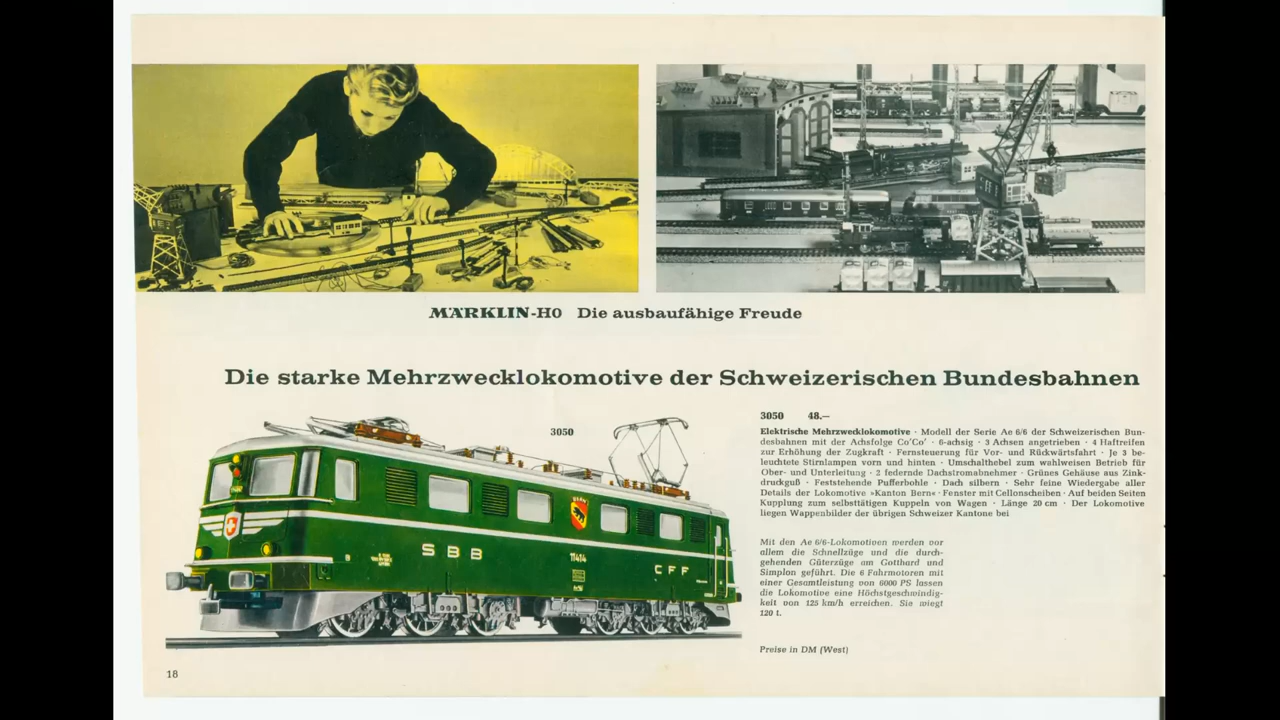 MÄRKLIN-H0 Die ausbaufähige Freude
Die starke Mehrzwecklokomotive der Schweizerischen Bundesbahnen
3050
3050 48.—
Elektrische Mehrzwecklokomotive · Modell der Serie Ae 6/6 der Schweizerischen Bun-
desbahnen mit der Achsfolge Co'Co' · 6-achsig · 3 Achsen angetrieben · 4 Haftreifen
zur Erhöhung der Zugkraft · Fernsteuerung für Vor- und Rückwärtsfahrt · Je 3 be-
leuchtete Stirnlampen vorn und hinten · Umschalthebel zum wahlweisen Betrieb für
Ober- und Unterleitung · 2 federnde Dachstromabnehmer · Grünes Gehäuse aus Zink-
druckguß · Feststehende Pufferbohle · Dach silbern · Sehr feine Wiedergabe aller
Details der Lokomotive »Kanton Bern« · Fenster mit Cellonscheiben · Auf beiden Seiten
Kupplung zum selbsttätigen Kuppeln von Wagen · Länge 20 cm · Der Lokomotive
liegen Wappenbilder der übrigen Schweizer Kantone bei
Mit den Ae 6/6-Lokomotiven werden vor
allem die Schnellzüge und die durch-
gehenden Güterzüge am Gotthard und
Simplon geführt. Die 6 Fahrmotoren mit
einer Gesamtleistung von 6000 PS lassen
die Lokomotive eine Höchstgeschwindig-
keit von 125 km/h erreichen. Sie wiegt
120 t.
Preise in DM (West)
BERN
SBB
11414
CFF
18